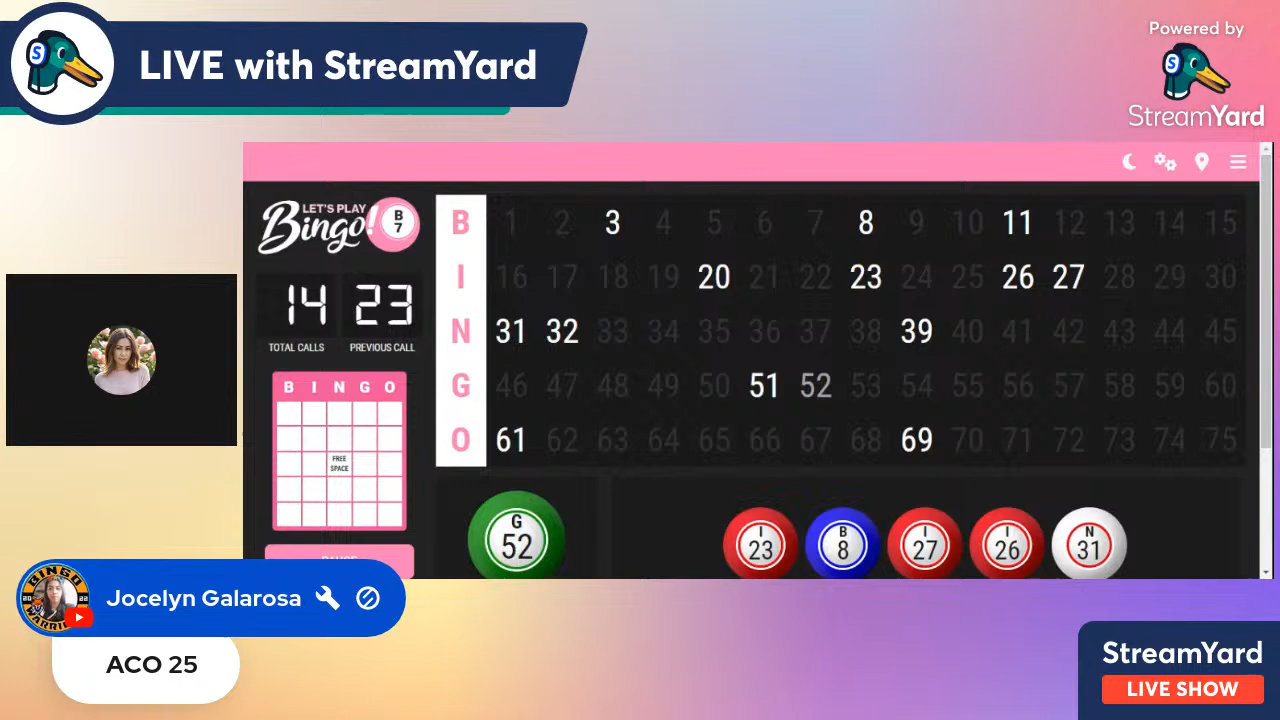 S
LIVE with StreamYard
Powered by
S
StreamYard
LET'S PLAY
Bingo!
B
7
14
23
TOTAL CALLS
PREVIOUS CALL
B 1 2 3 4 5 6 7 8 9 10 11 12 13 14 15
I 16 17 18 19 20 21 22 23 24 25 26 27 28 29 30
N 31 32 33 34 35 36 37 38 39 40 41 42 43 44 45
G 46 47 48 49 50 51 52 53 54 55 56 57 58 59 60
O 61 62 63 64 65 66 67 68 69 70 71 72 73 74 75
B I N G O
FREE
SPACE
G
52
I
23
B
8
I
27
I
26
N
31
BINGO
20 22
Jocelyn Galarosa
ACO 25
StreamYard
LIVE SHOW